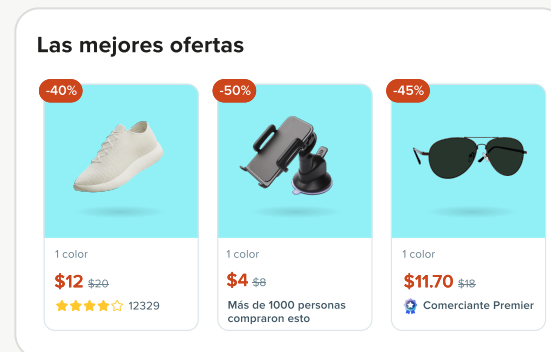 Las mejores ofertas
-40%
1 color
$12 $20
12329
-50%
1 color
$4 $8
Más de 1000 personas
compraron esto
-45%
1 color
$11.70 $18
Comerciante Premier